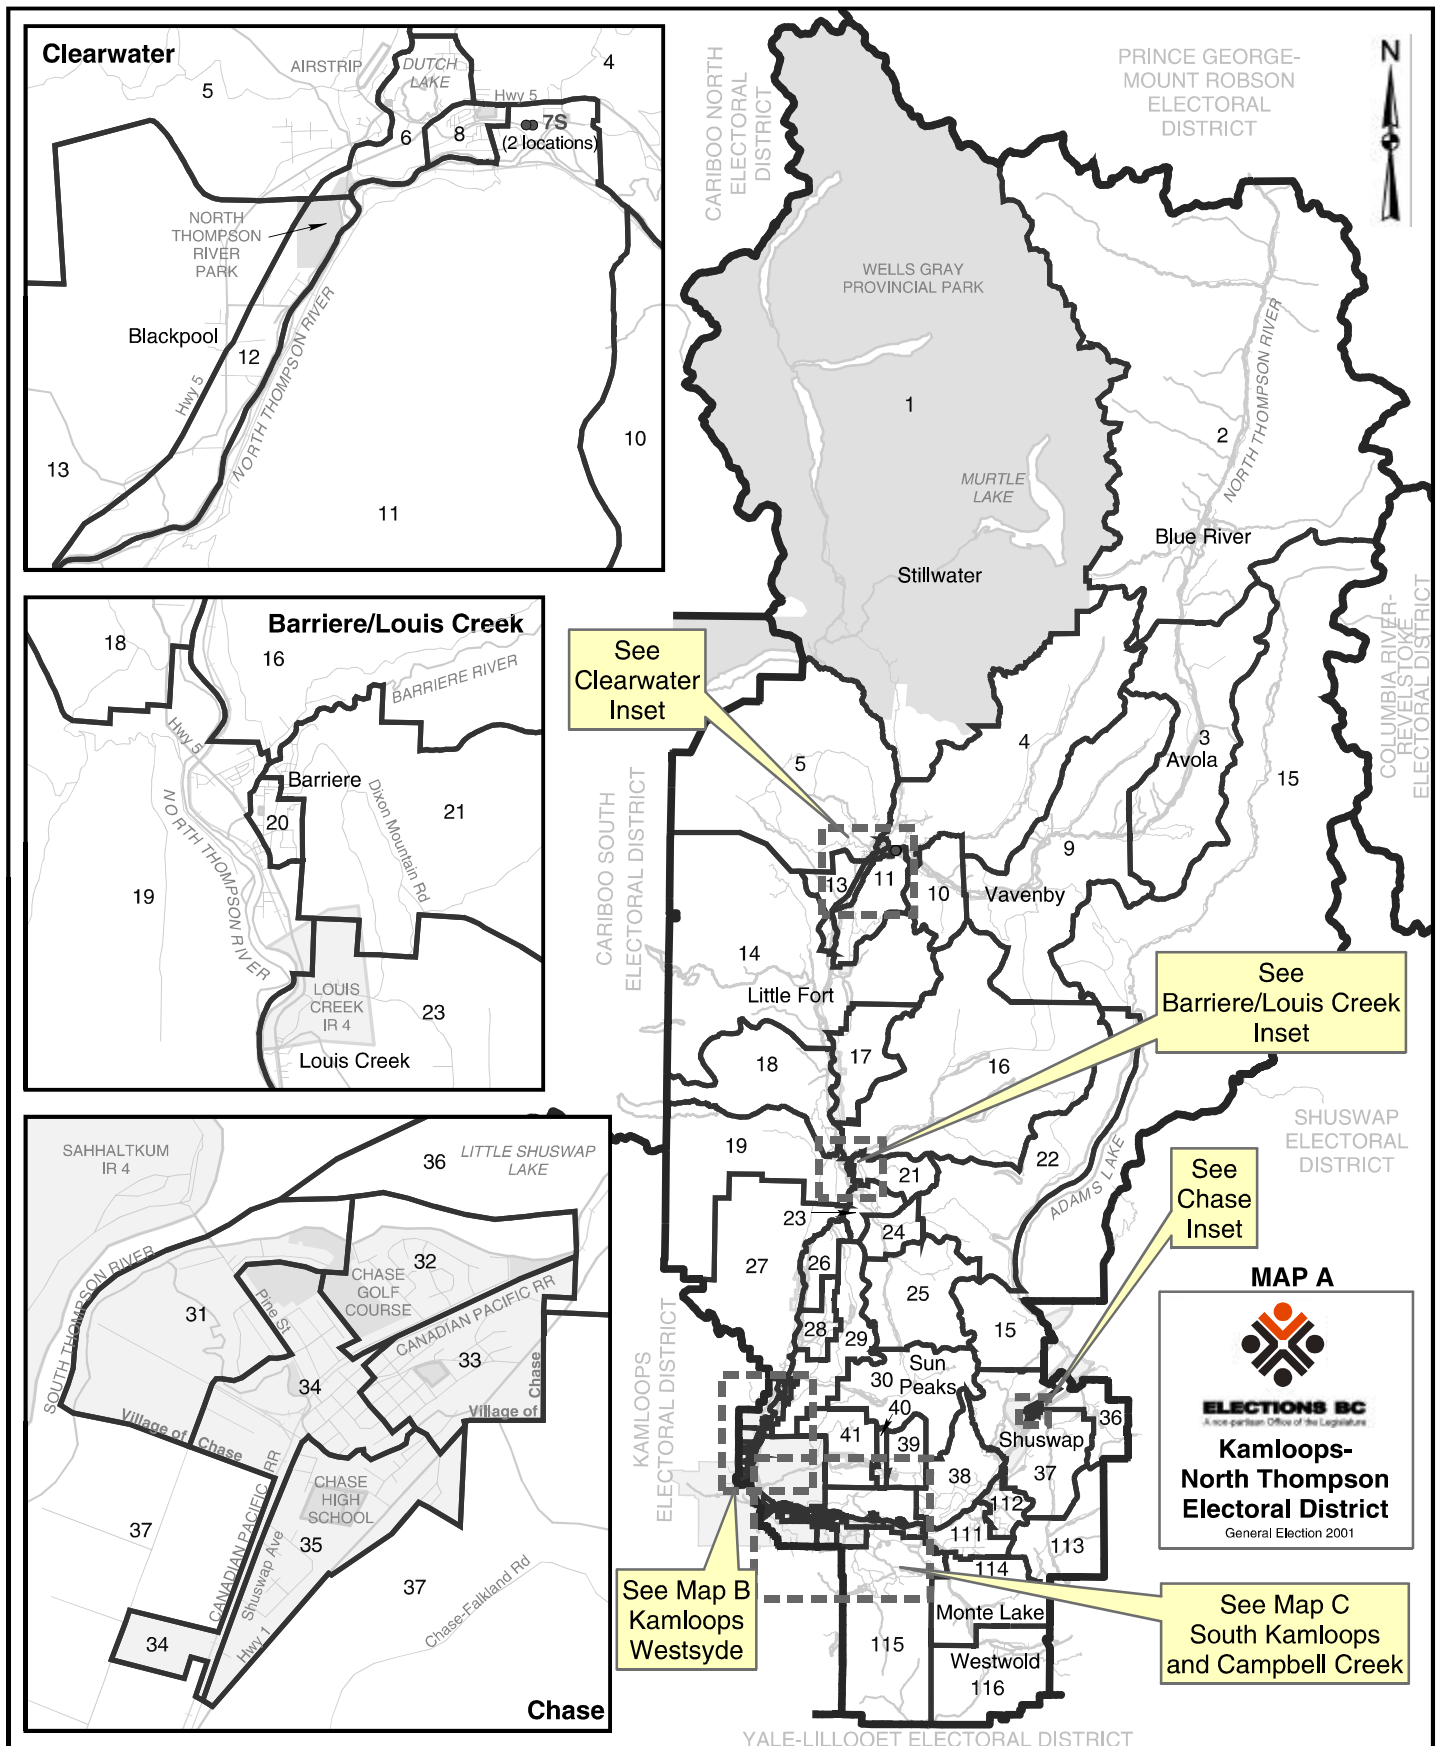 Clearwater
AIRSTRIP
DUTCH
LAKE
4
5
Hwy 5
6
8
7S
(2 locations)
NORTH
THOMPSON
RIVER
PARK
Blackpool
12
Hwy 5
NORTH THOMPSON RIVER
13
10
11
Barriere/Louis Creek
18
16
BARRIERE RIVER
Hwy 5
Barriere
Dixon Mountain Rd
21
20
19
NORTH THOMPSON RIVER
LOUIS
CREEK
IR 4
23
Louis Creek
SAHHALTKUM
IR 4
36
LITTLE SHUSWAP
LAKE
SOUTH THOMPSON RIVER
32
CHASE
GOLF
COURSE
31
Pine St
CANADIAN PACIFIC RR
33
34
Village of Chase
Village of Chase
CANADIAN PACIFIC RR
CHASE
HIGH
SCHOOL
37
35
Shuswap Ave
37
Chase-Falkland Rd
34
Hwy 1
Chase
CARIBOO NORTH
ELECTORAL
DISTRICT
PRINCE GEORGE-
MOUNT ROBSON
ELECTORAL
DISTRICT
N
WELLS GRAY
PROVINCIAL PARK
1
2
NORTH THOMPSON RIVER
MURTLE
LAKE
Blue River
Stillwater
15
COLUMBIA RIVER-
REVELSTOKE
ELECTORAL DISTRICT
See
Clearwater
Inset
5
4
3
Avola
9
CARIBOO SOUTH
ELECTORAL DISTRICT
13
11
10
Vavenby
14
Little Fort
See
Barriere/Louis Creek
Inset
18
17
16
19
21
22
ADAMS LAKE
SHUSWAP
ELECTORAL
DISTRICT
See
Chase
Inset
23
24
27
26
25
28
29
15
KAMLOOPS
ELECTORAL DISTRICT
Sun
Peaks
30
40
41
39
Shuswap
36
38
37
112
111
113
114
See Map B
Kamloops
Westsyde
Monte Lake
115
Westwold
116
See Map C
South Kamloops
and Campbell Creek
MAP A
ELECTIONS BC
A non-partisan Office of the Legislature
Kamloops-
North Thompson
Electoral District
General Election 2001
YALE-LILLOOET ELECTORAL DISTRICT